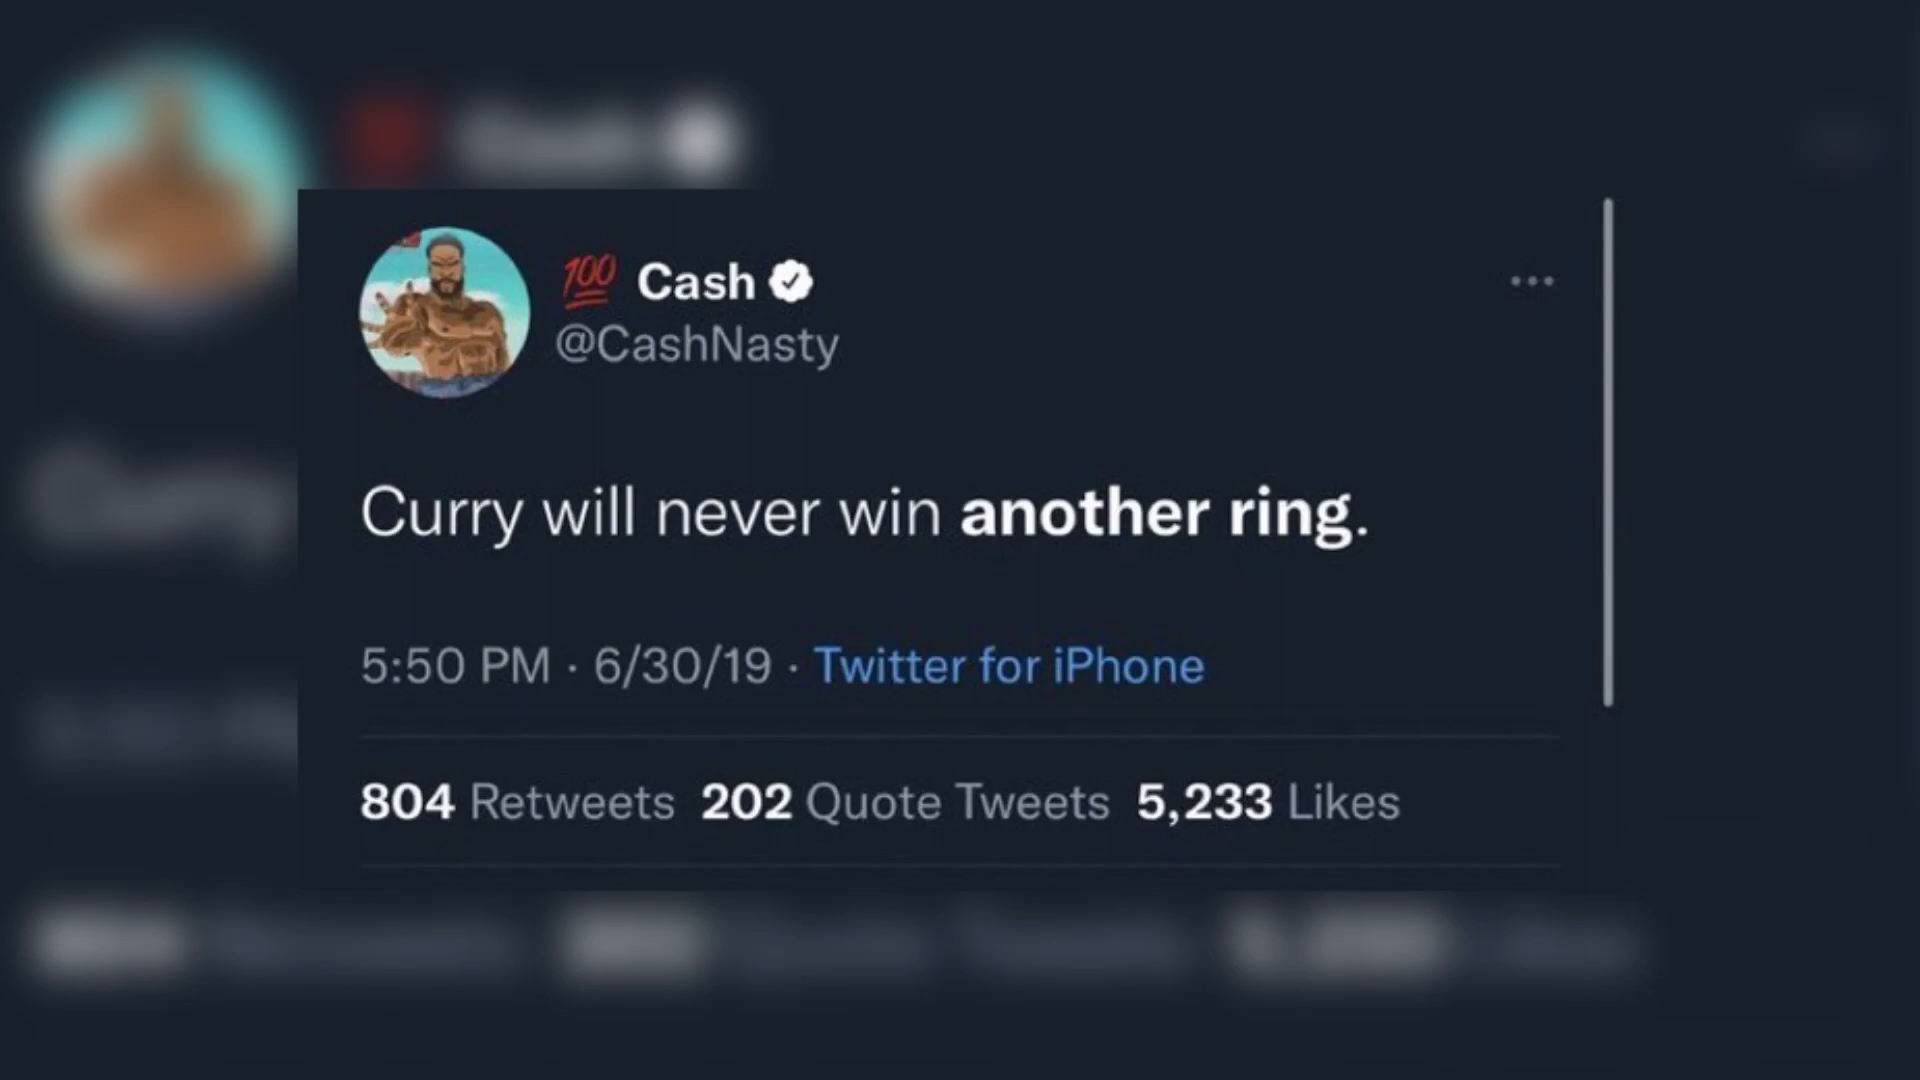 💯 Cash
@CashNasty
Curry will never win another ring.
5:50 PM · 6/30/19 · Twitter for iPhone
804 Retweets 202 Quote Tweets 5,233 Likes